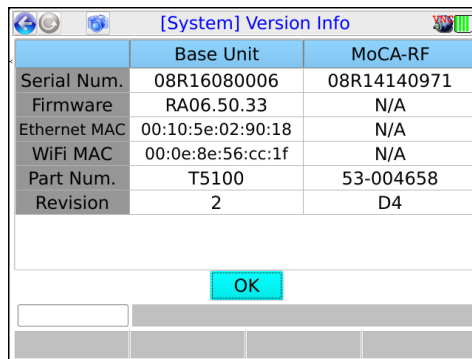 [System] Version Info
VNC
Base Unit MoCA-RF
Serial Num. 08R16080006 08R14140971
Firmware RA06.50.33 N/A
Ethernet MAC 00:10:5e:02:90:18 N/A
WiFi MAC 00:0e:8e:56:cc:1f N/A
Part Num. T5100 53-004658
Revision 2 D4
OK